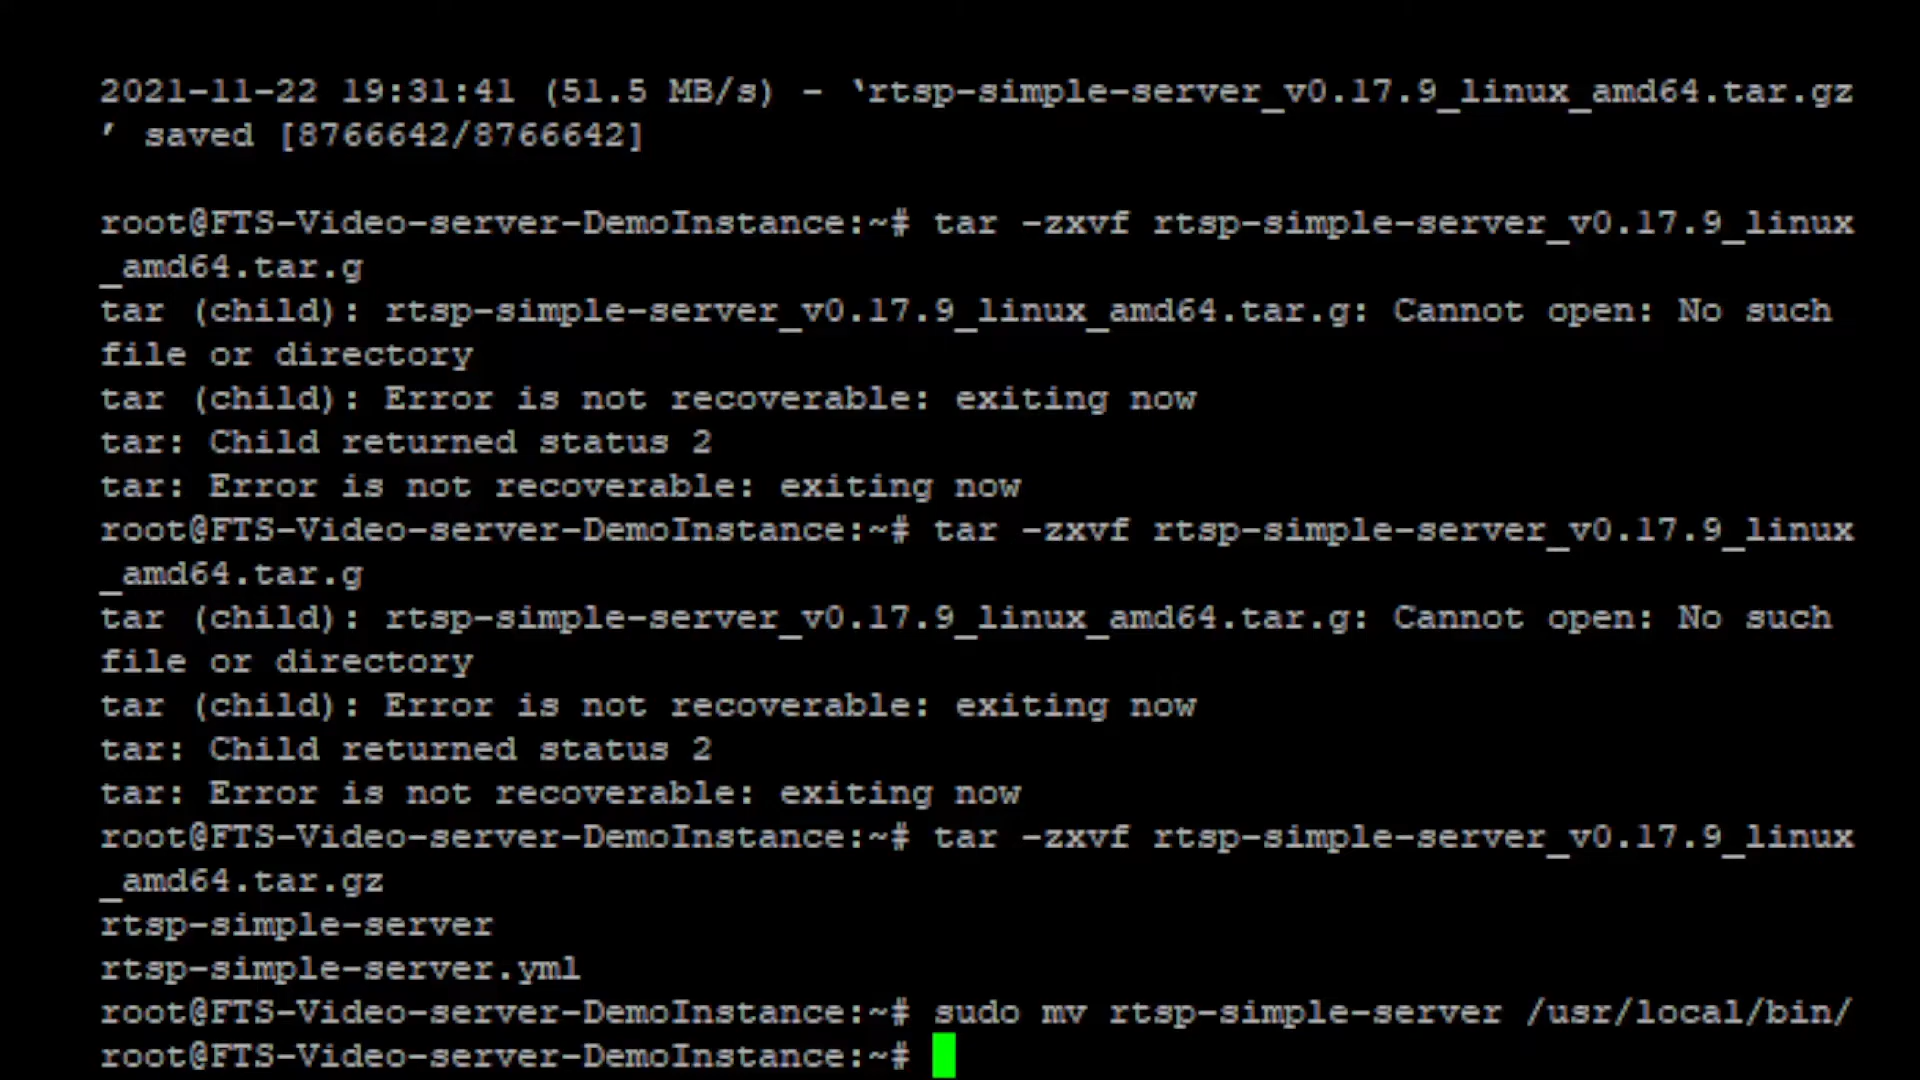 2021-11-22 19:31:41 (51.5 MB/s) - ‘rtsp-simple-server_v0.17.9_linux_amd64.tar.gz
’ saved [8766642/8766642]
root@FTS-Video-server-DemoInstance:~# tar -zxvf rtsp-simple-server_v0.17.9_linux
_amd64.tar.g
tar (child): rtsp-simple-server_v0.17.9_linux_amd64.tar.g: Cannot open: No such
file or directory
tar (child): Error is not recoverable: exiting now
tar: Child returned status 2
tar: Error is not recoverable: exiting now
root@FTS-Video-server-DemoInstance:~# tar -zxvf rtsp-simple-server_v0.17.9_linux
_amd64.tar.g
tar (child): rtsp-simple-server_v0.17.9_linux_amd64.tar.g: Cannot open: No such
file or directory
tar (child): Error is not recoverable: exiting now
tar: Child returned status 2
tar: Error is not recoverable: exiting now
root@FTS-Video-server-DemoInstance:~# tar -zxvf rtsp-simple-server_v0.17.9_linux
_amd64.tar.gz
rtsp-simple-server
rtsp-simple-server.yml
root@FTS-Video-server-DemoInstance:~# sudo mv rtsp-simple-server /usr/local/bin/
root@FTS-Video-server-DemoInstance:~#